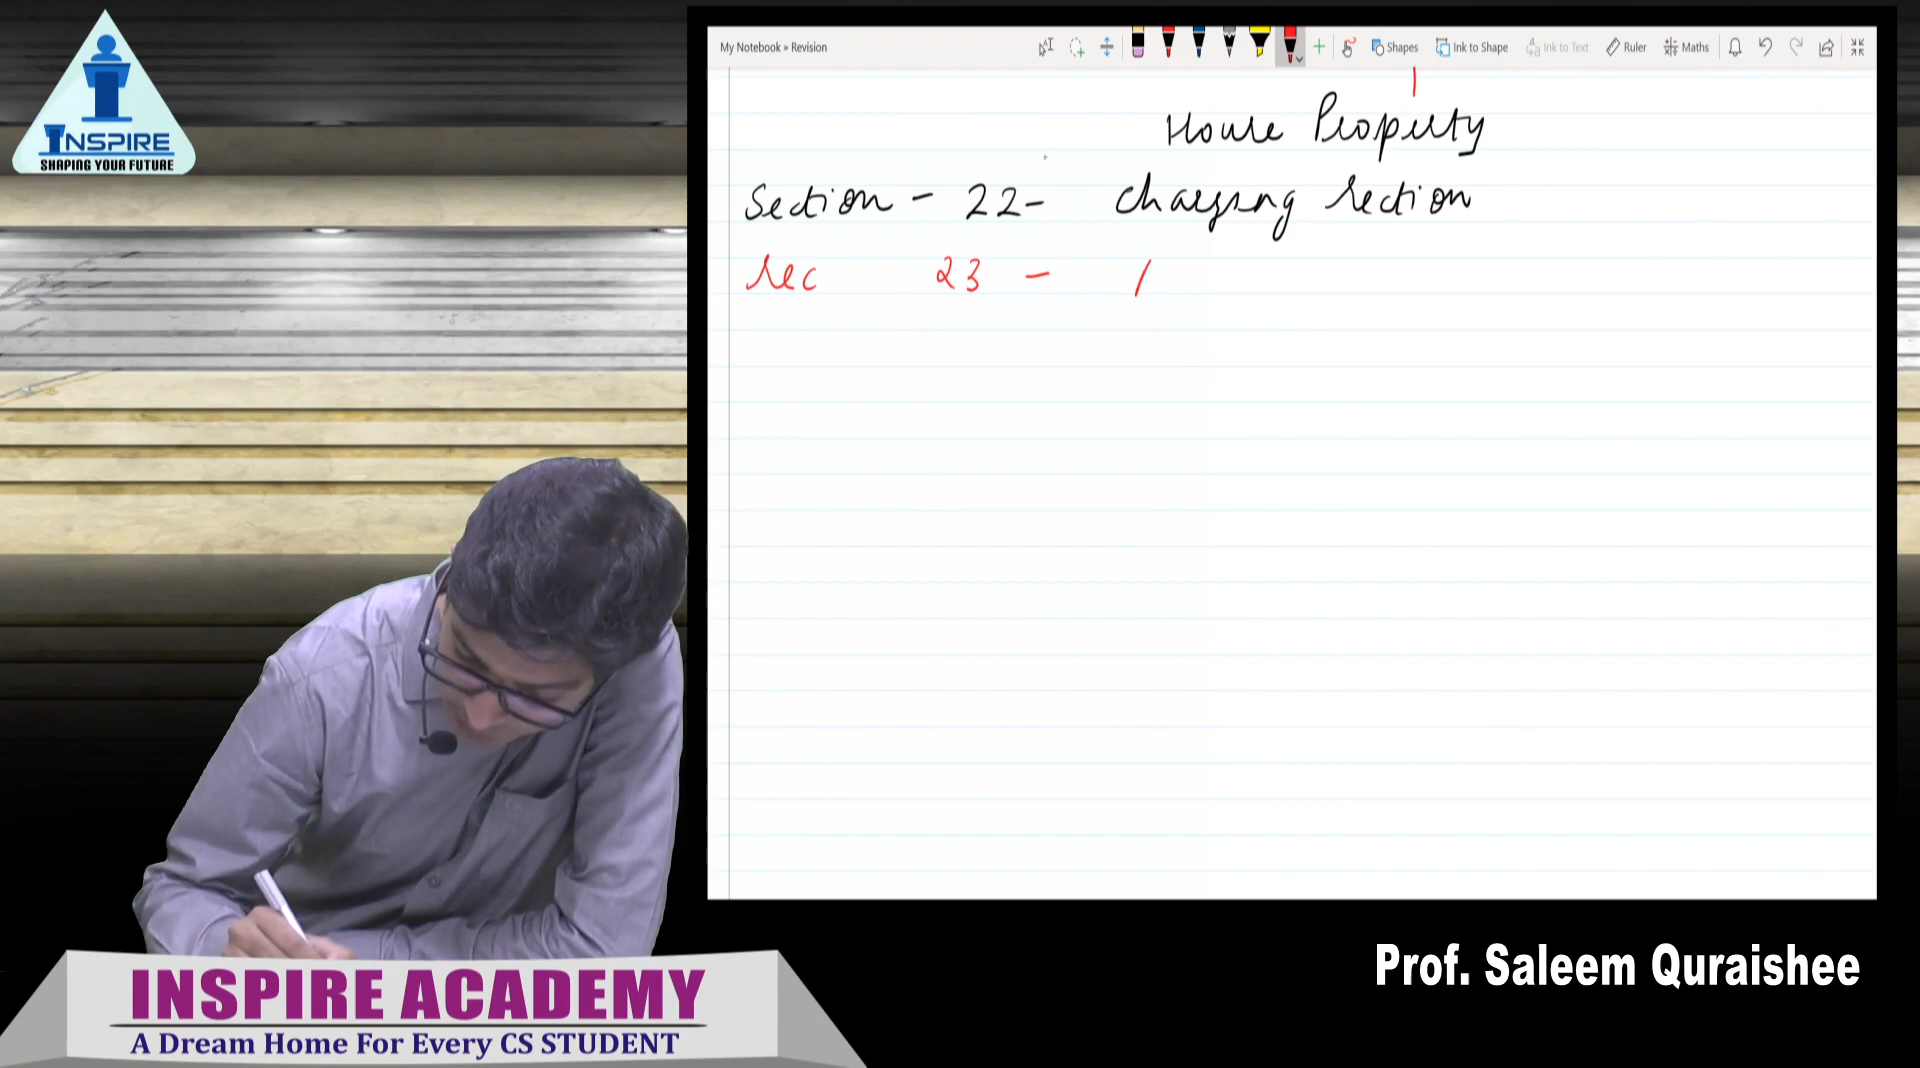 INSPIRE
SHAPING YOUR FUTURE
My Notebook » Revision
Shapes
Ink to Shape
Ink to Text
Ruler
Maths
House Property
Section - 22- Charging Section
Sec 23 -
INSPIRE ACADEMY
A Dream Home For Every CS STUDENT
Prof. Saleem Quraishee